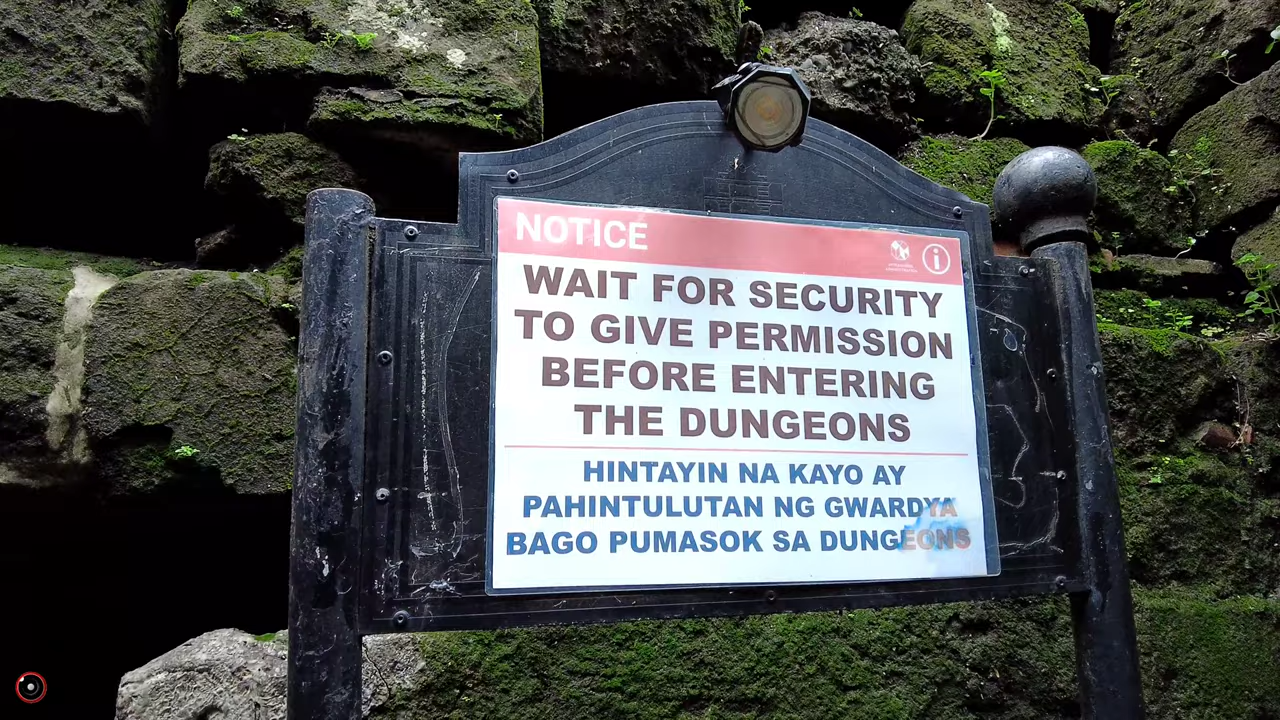 NOTICE
WAIT FOR SECURITY
TO GIVE PERMISSION
BEFORE ENTERING
THE DUNGEONS
HINTAYIN NA KAYO AY
PAHINTULUTAN NG GWARDYA
BAGO PUMASOK SA DUNGEONS